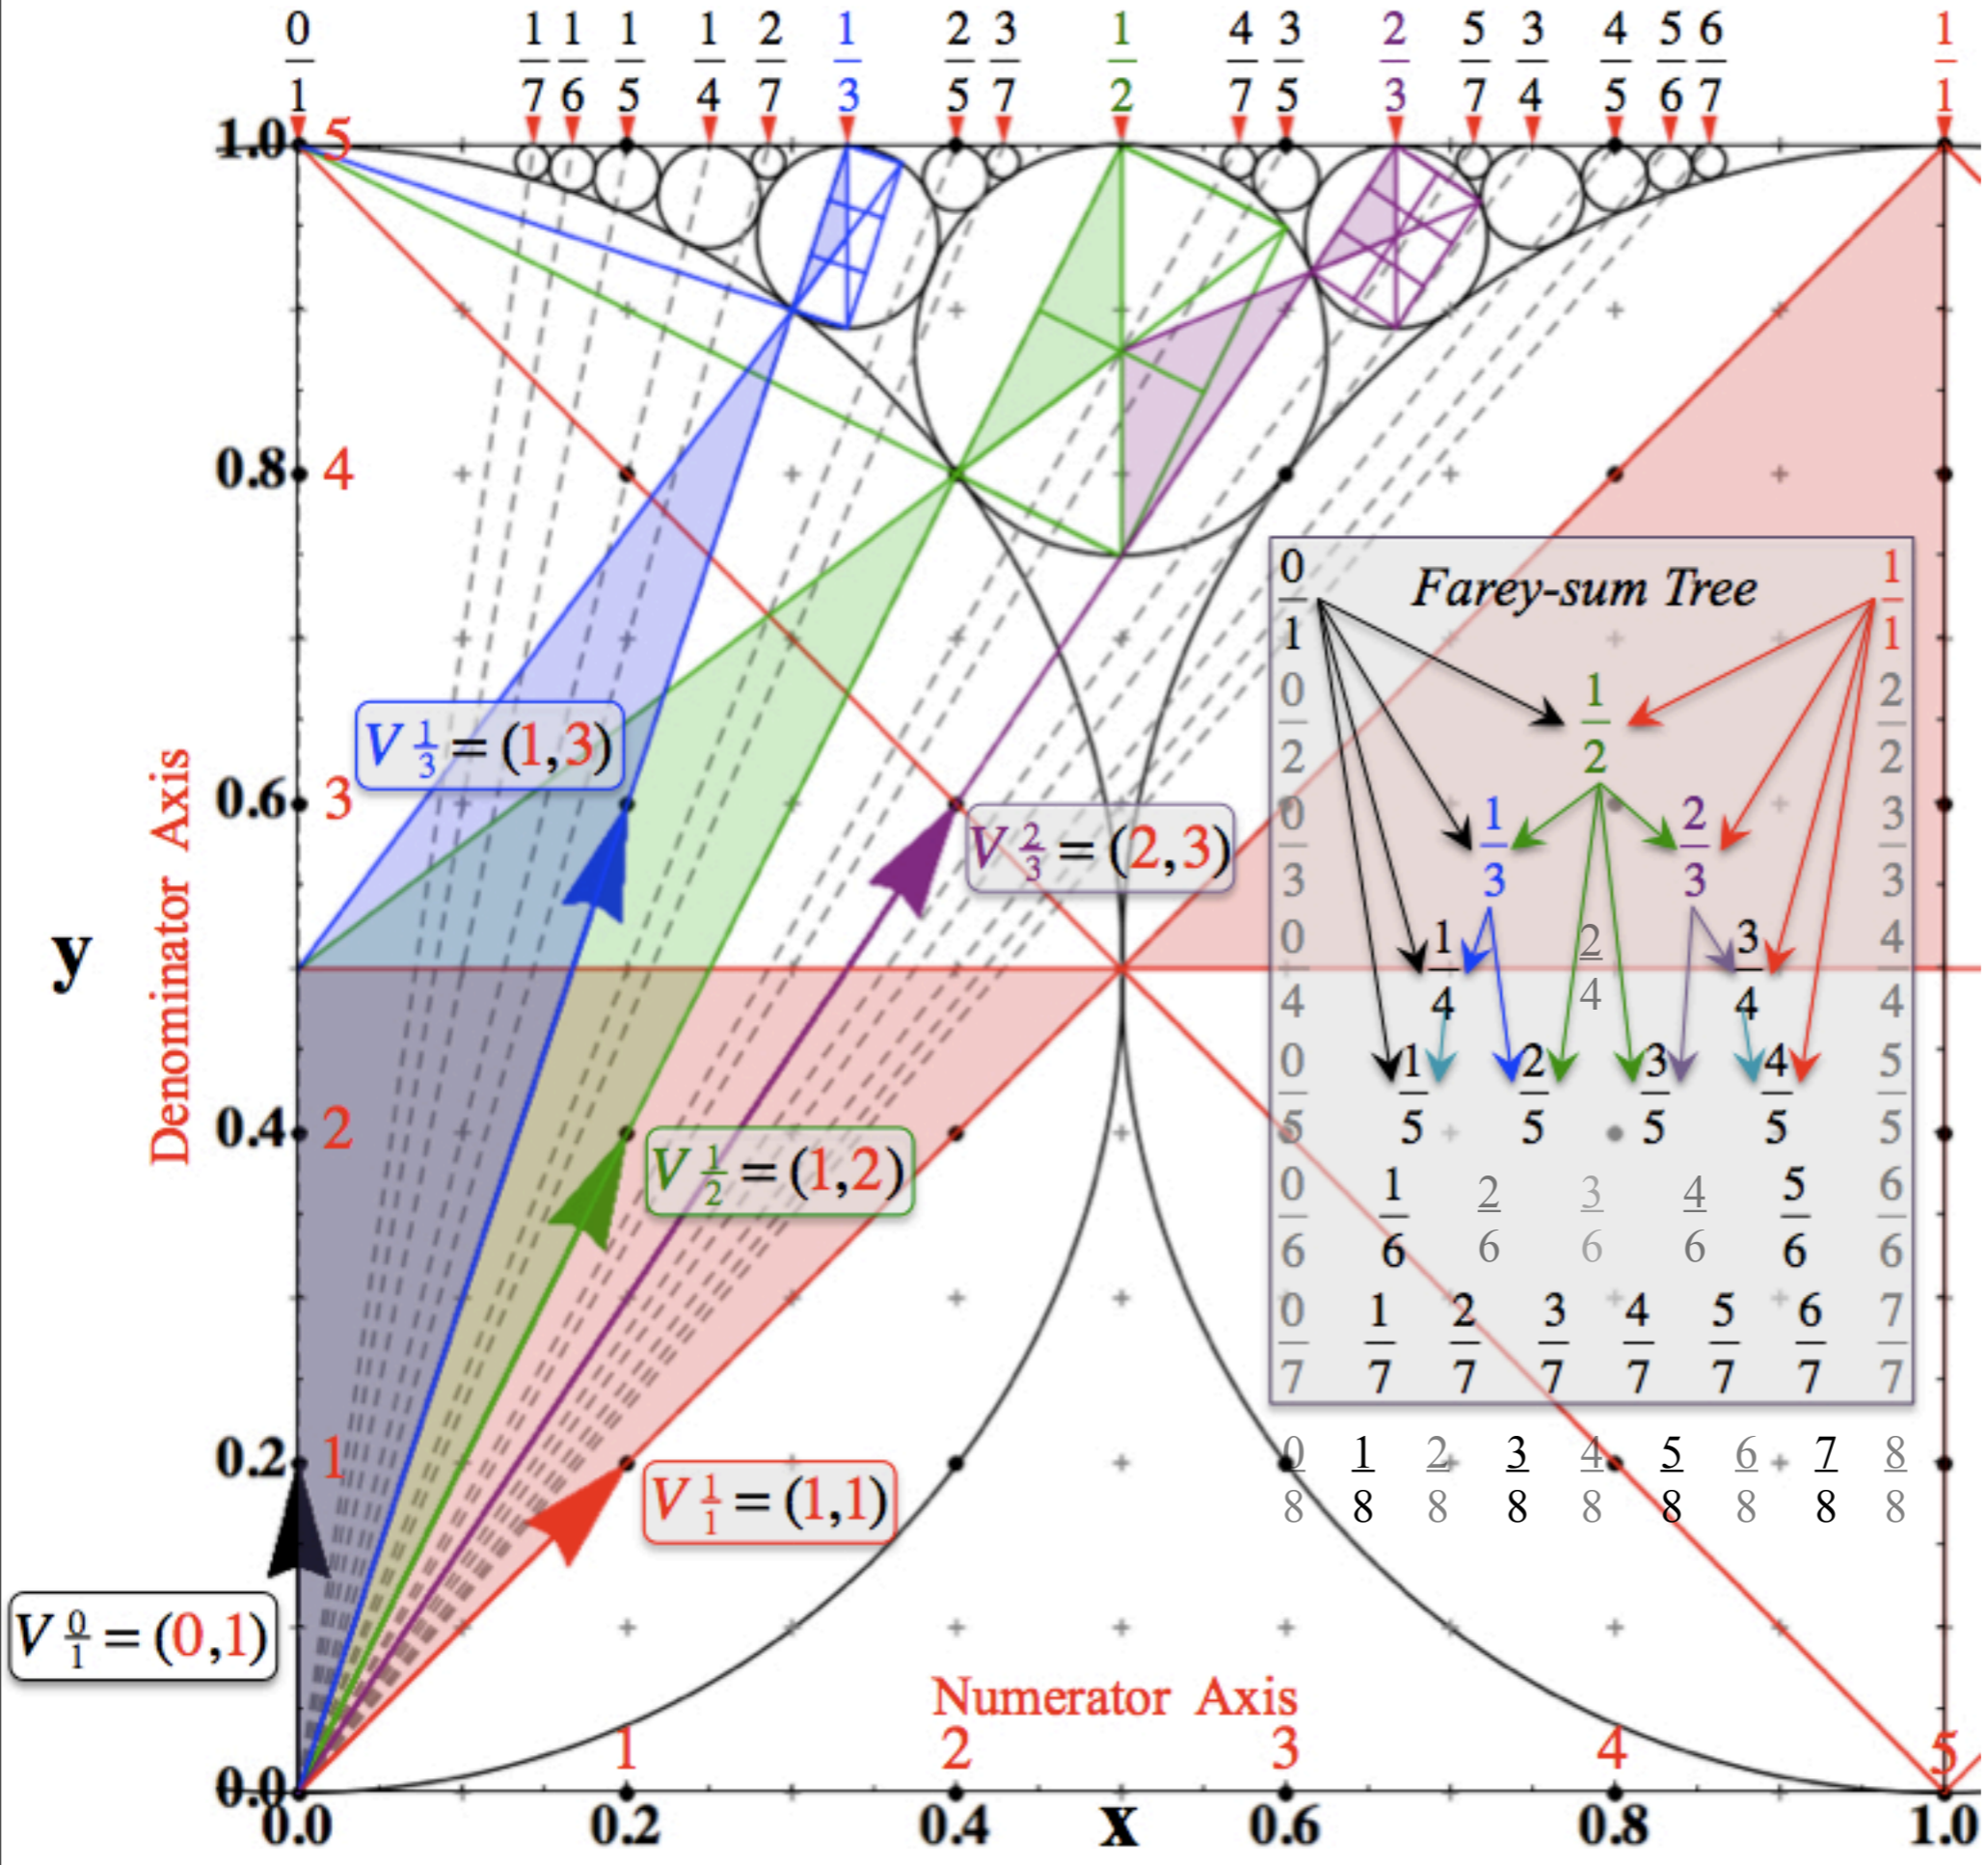 0/1 1/7 1/6 1/5 1/4 2/7 1/3 2/5 3/7 1/2 4/7 3/5 2/3 5/7 3/4 4/5 5/6 6/7 1/1
1.0 5
0.8 4
0.6 3
0.4 2
0.2 1
0.0
y
Denominator Axis
V 1/3 = (1,3)
V 2/3 = (2,3)
V 1/2 = (1,2)
V 1/1 = (1,1)
V 0/1 = (0,1)
Farey-sum Tree
0/1 1/1
0/2 1/2 2/2
0/3 1/3 2/3 3/3
0/4 1/4 2/4 3/4 4/4
0/5 1/5 2/5 3/5 4/5 5/5
0/6 1/6 2/6 3/6 4/6 5/6 6/6
0/7 1/7 2/7 3/7 4/7 5/7 6/7 7/7
0/8 1/8 2/8 3/8 4/8 5/8 6/8 7/8 8/8
Numerator Axis
1 2 3 4 5
0.0 0.2 0.4 x 0.6 0.8 1.0